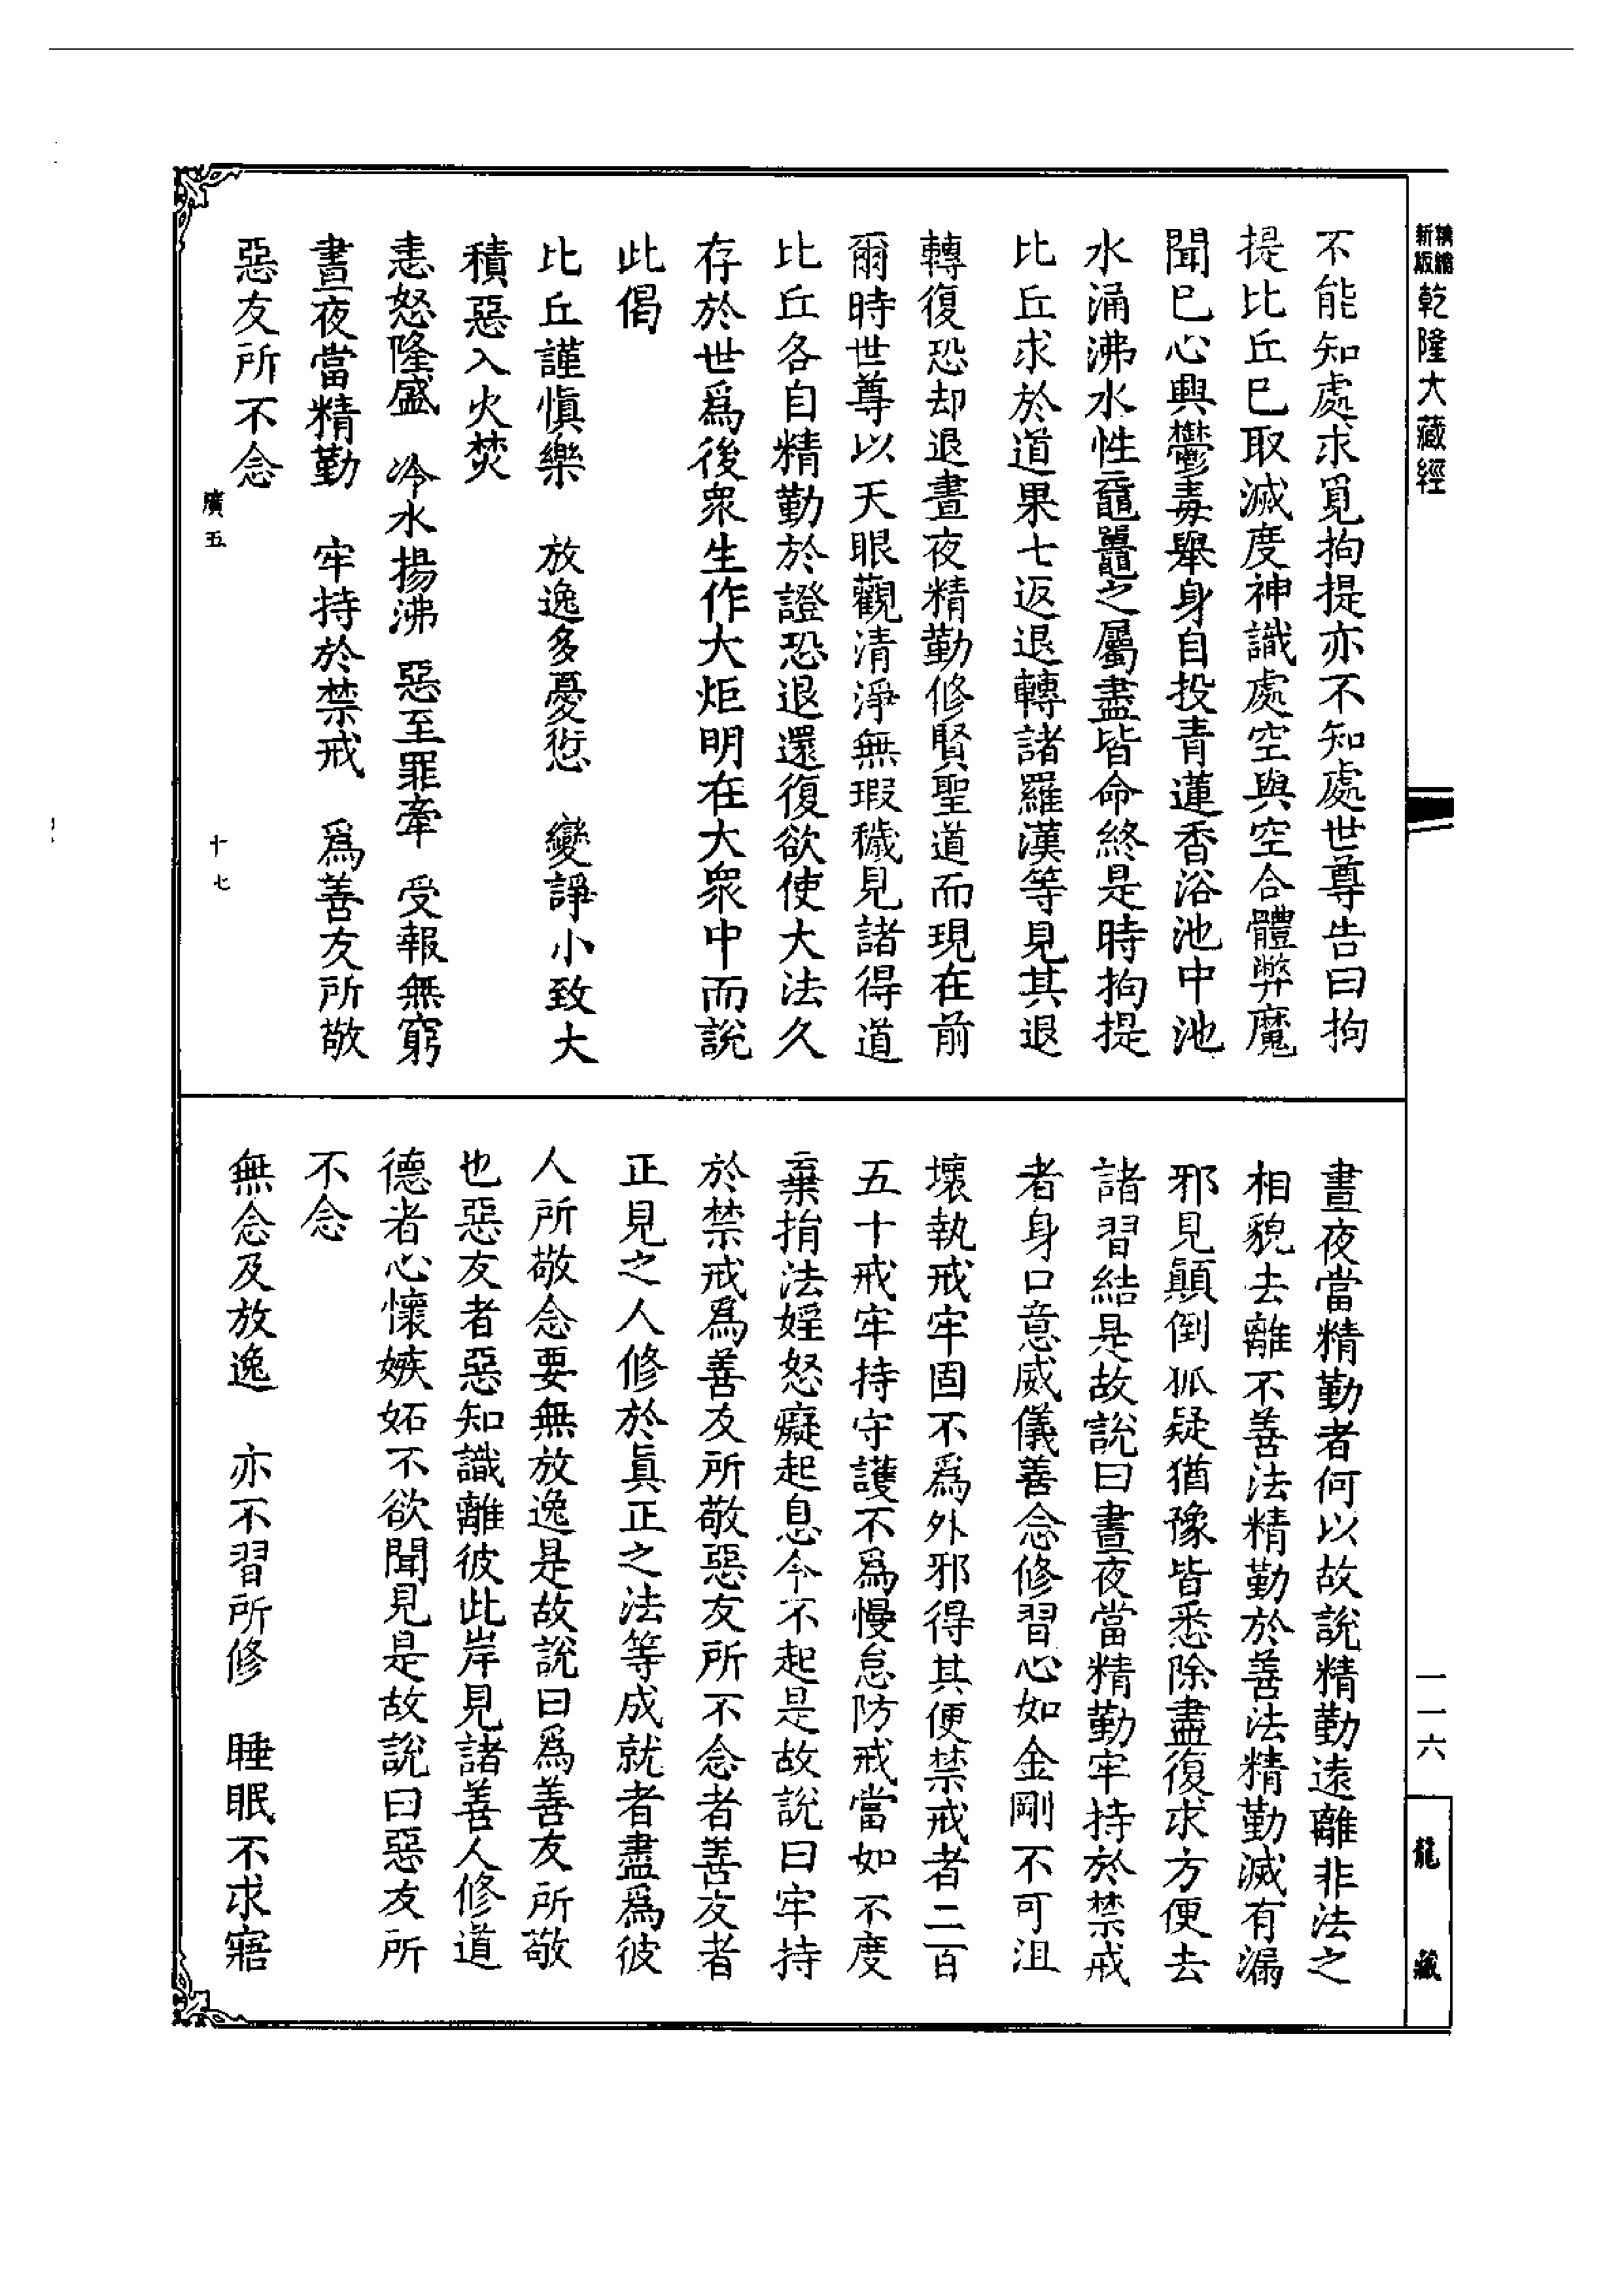 精繕
新版
乾隆大藏經
不能知處求覓拘提亦不知處世尊告曰拘
提比丘已取滅度神識處空與空合體弊魔
聞已心興鬱毒舉身自投青蓮香浴池中池
水涌沸水性黿鼉之屬盡皆命終是時拘提
比丘求於道果七返退轉諸羅漢等見其退
轉復恐却退晝夜精勤修賢聖道而現在前
爾時世尊以天眼觀清淨無瑕穢見諸得道
比丘各自精勤於證恐退還復欲使大法久
存於世爲後衆生作大炬明在大衆中而說
此偈
比丘謹慎樂 放逸多憂愆 變諍小致大
積惡入火焚
恚怒隆盛 冷水揚沸 惡至罪牽 受報無窮
晝夜當精勤 牢持於禁戒 爲善友所敬
惡友所不念
廣五 十七
晝夜當精勤者何以故說精勤遠離非法之
相貌去離不善法精勤於善法精勤滅有漏
邪見顛倒狐疑猶豫皆悉除盡復求方便去
諸習結是故說曰晝夜當精勤牢持於禁戒
者身口意威儀善念修習心如金剛不可沮
壞執戒牢固不爲外邪得其便禁戒者二百
五十戒牢持守護不爲慢怠防戒當如不度
棄捐法婬怒癡起息今不起是故說曰牢持
於禁戒爲善友所敬惡友所不念者善友者
正見之人修於眞正之法等成就者盡爲彼
人所敬念要無放逸是故說曰爲善友所敬
也惡友者惡知識離彼此岸見諸善人修道
德者心懷嫉妬不欲聞見是故說曰惡友所
不念
無念及放逸 亦不習所修 睡眠不求寤
一一六
龍藏